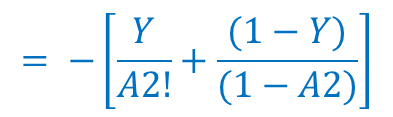 = −[Y/A2! + (1 − Y)/(1 − A2)]